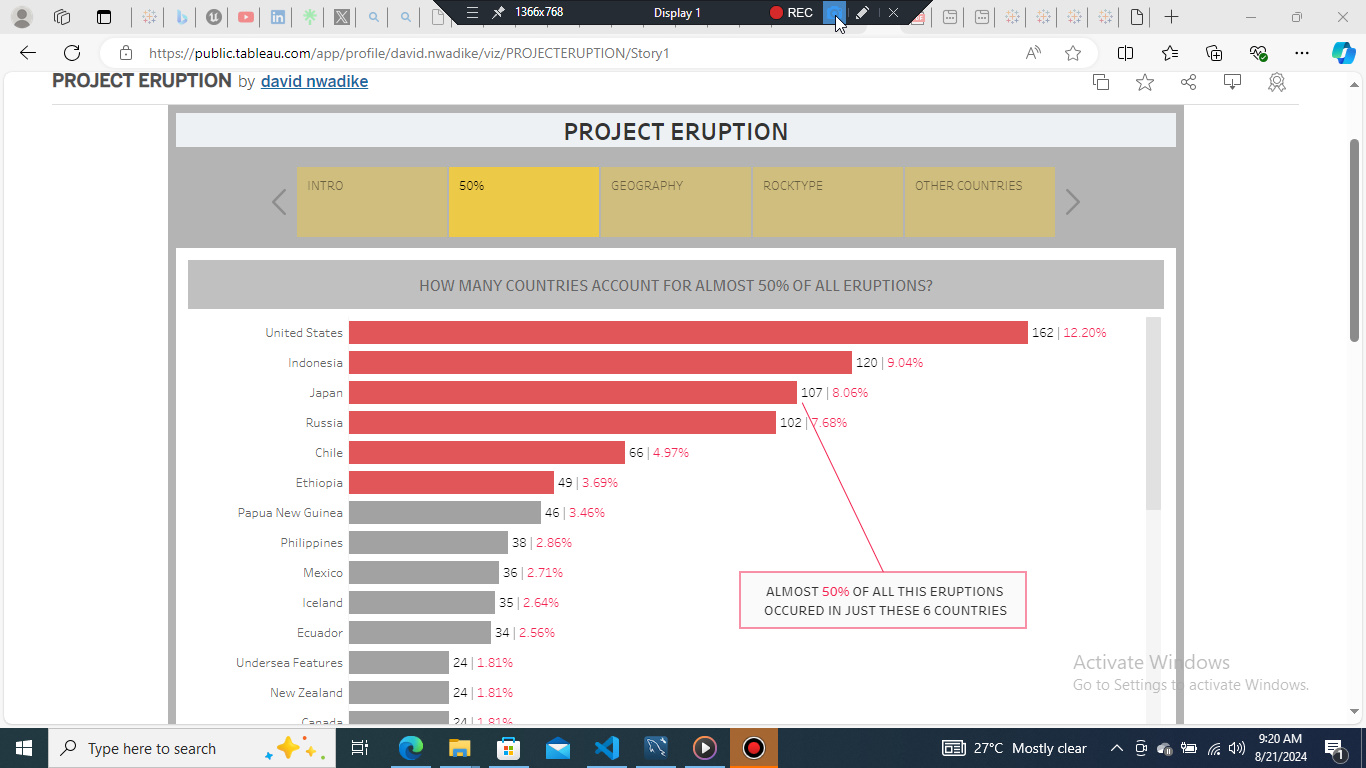 1366x768
Display 1
REC
https://public.tableau.com/app/profile/david.nwadike/viz/PROJECTERUPTION/Story1
PROJECT ERUPTION by david nwadike
PROJECT ERUPTION
INTRO
50%
GEOGRAPHY
ROCKTYPE
OTHER COUNTRIES
HOW MANY COUNTRIES ACCOUNT FOR ALMOST 50% OF ALL ERUPTIONS?
United States 162 | 12.20%
Indonesia 120 | 9.04%
Japan 107 | 8.06%
Russia 102 | 7.68%
Chile 66 | 4.97%
Ethiopia 49 | 3.69%
Papua New Guinea 46 | 3.46%
Philippines 38 | 2.86%
Mexico 36 | 2.71%
Iceland 35 | 2.64%
Ecuador 34 | 2.56%
Undersea Features 24 | 1.81%
New Zealand 24 | 1.81%
Canada 24 | 1.81%
ALMOST 50% OF ALL THIS ERUPTIONS
OCCURED IN JUST THESE 6 COUNTRIES
Activate Windows
Go to Settings to activate Windows.
Type here to search
27°C Mostly clear
9:20 AM
8/21/2024
1